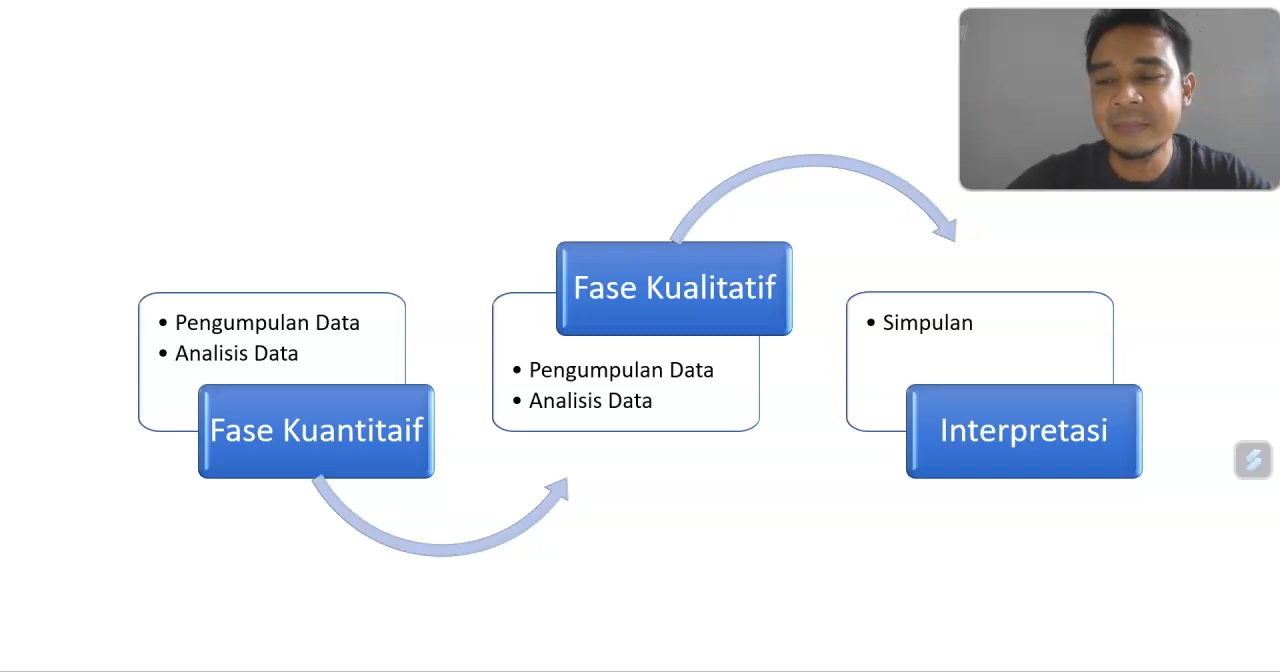 • Pengumpulan Data
• Analisis Data
Fase Kuantitaif
Fase Kualitatif
• Pengumpulan Data
• Analisis Data
• Simpulan
Interpretasi